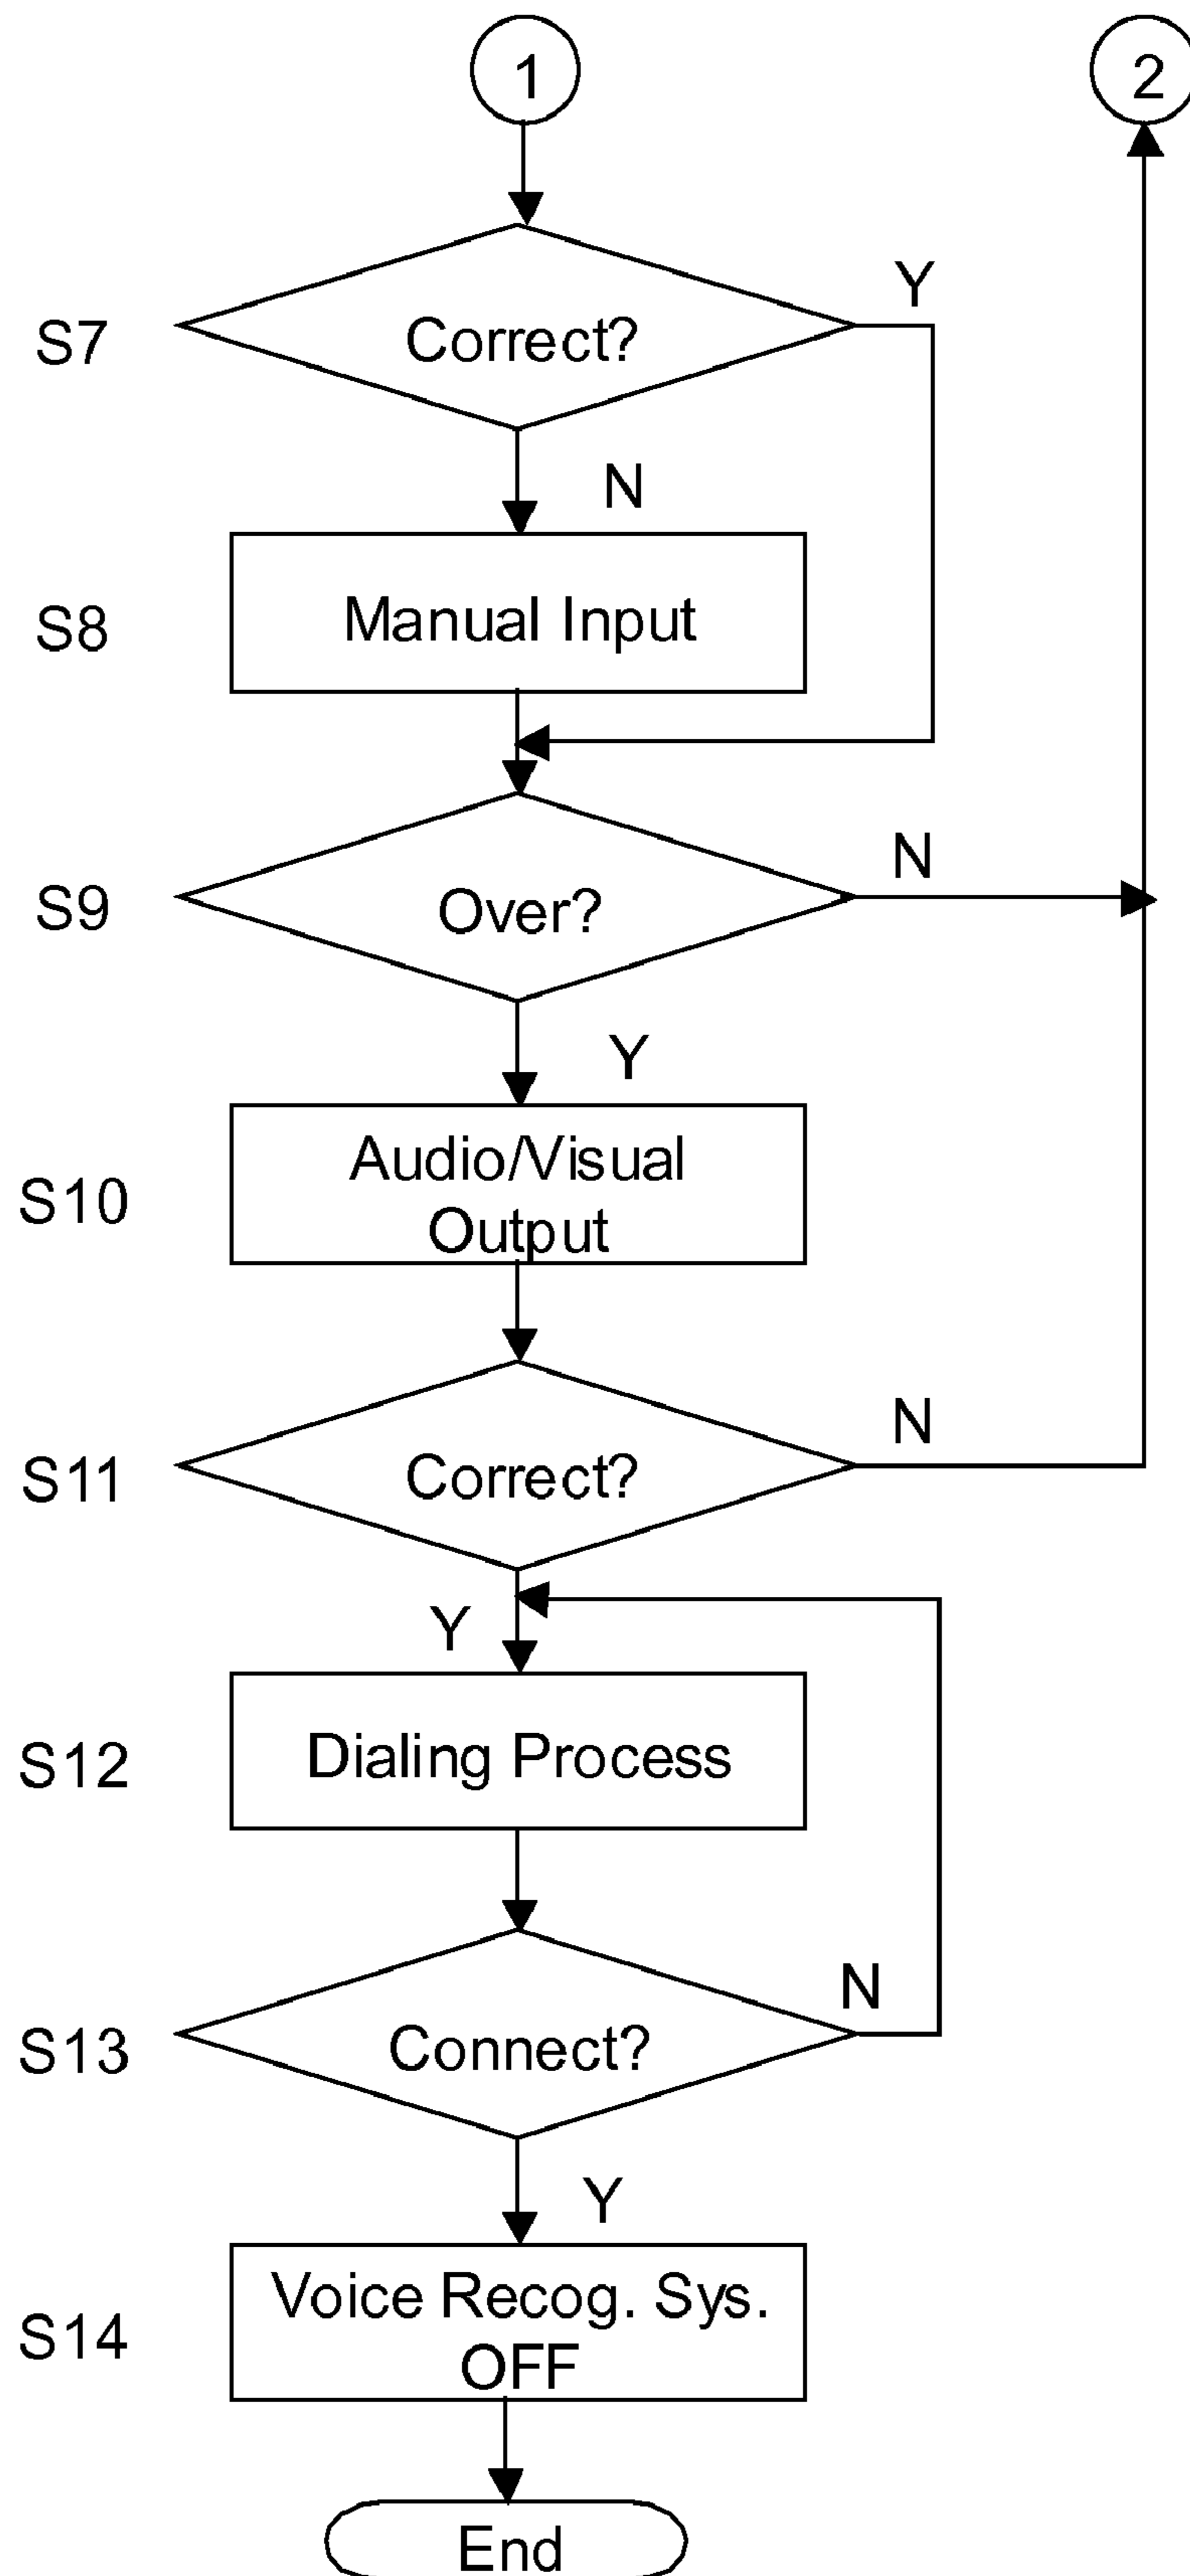 1
2
Y
S7
Correct?
N
S8
Manual Input
N
S9
Over?
Y
S10
Audio/Visual
Output
N
S11
Correct?
Y
S12
Dialing Process
N
S13
Connect?
Y
S14
Voice Recog. Sys.
OFF
End